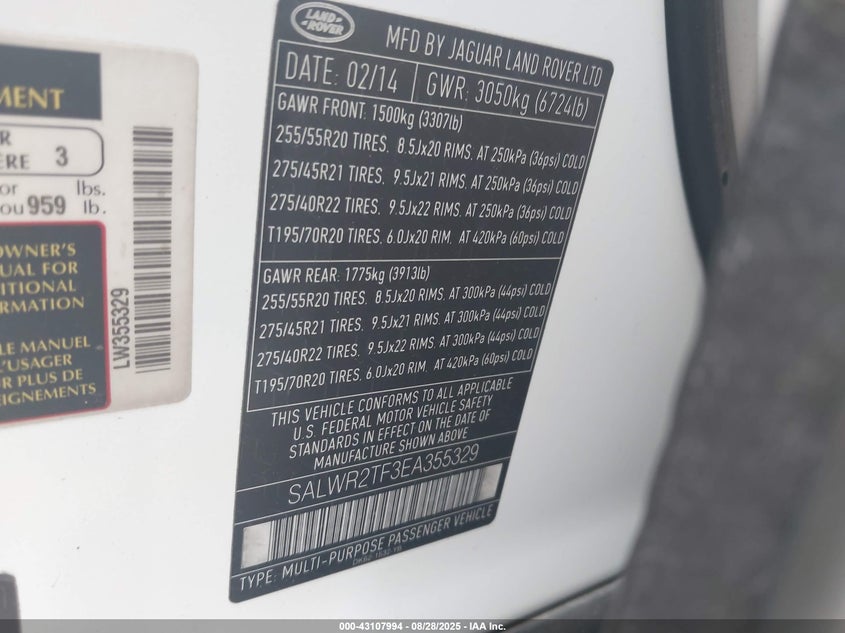 MENT
R
ÈRE 3
or lbs.
ou 959 lb.
OWNER'S
UAL FOR
ITIONAL
RMATION
LE MANUEL
L'USAGER
UR PLUS DE
EIGNEMENTS
LW355329
LAND ROVER
MFD BY JAGUAR LAND ROVER LTD
DATE: 02/14 GWR: 3050kg (6724lb)
GAWR FRONT: 1500kg (3307lb)
255/55R20 TIRES, 8.5Jx20 RIMS, AT 250kPa (36psi) COLD
275/45R21 TIRES, 9.5Jx21 RIMS, AT 250kPa (36psi) COLD
275/40R22 TIRES, 9.5Jx22 RIMS, AT 250kPa (36psi) COLD
T195/70R20 TIRES, 6.0Jx20 RIM, AT 420kPa (60psi) COLD
GAWR REAR: 1775kg (3913lb)
255/55R20 TIRES, 8.5Jx20 RIMS, AT 300kPa (44psi) COLD
275/45R21 TIRES, 9.5Jx21 RIMS, AT 300kPa (44psi) COLD
275/40R22 TIRES, 9.5Jx22 RIMS, AT 300kPa (44psi) COLD
T195/70R20 TIRES, 6.0Jx20 RIM, AT 420kPa (60psi) COLD
THIS VEHICLE CONFORMS TO ALL APPLICABLE
U.S. FEDERAL MOTOR VEHICLE SAFETY
STANDARDS IN EFFECT ON THE DATE OF
MANUFACTURE SHOWN ABOVE
SALWR2TF3EA355329
TYPE: MULTI-PURPOSE PASSENGER VEHICLE
000-43107994 - 08/28/2025 - IAA Inc.